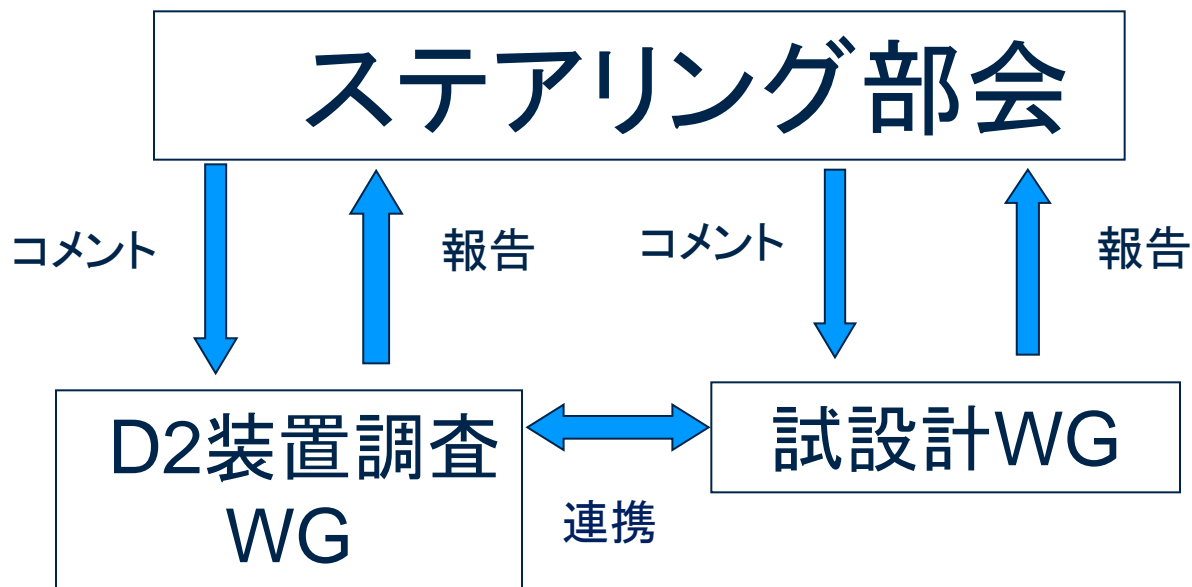 ステアリング部会
コメント
報告
コメント
報告
D2装置調査
WG
連携
試設計WG